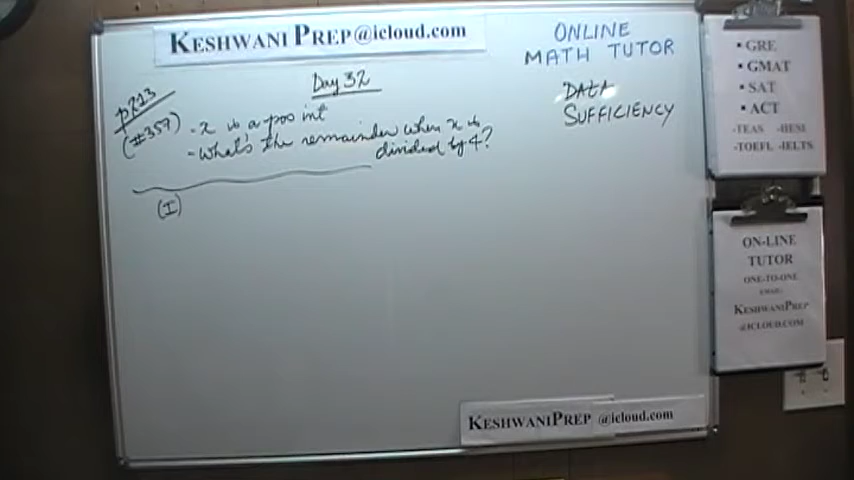 KESHWANI PREP@icloud.com
ONLINE
MATH TUTOR
DATA
SUFFICIENCY
Day 32
p213
(#357)
- x is a pos int
- what's the remainder when x is
divided by 4?
(I)
• GRE
• GMAT
• SAT
• ACT
-TEAS -HESI
-TOEFL -IELTS
ON-LINE
TUTOR
ONE-TO-ONE
EMAIL:
KESHWANIPREP
@ICLOUD.COM
KESHWANIPREP @icloud.com